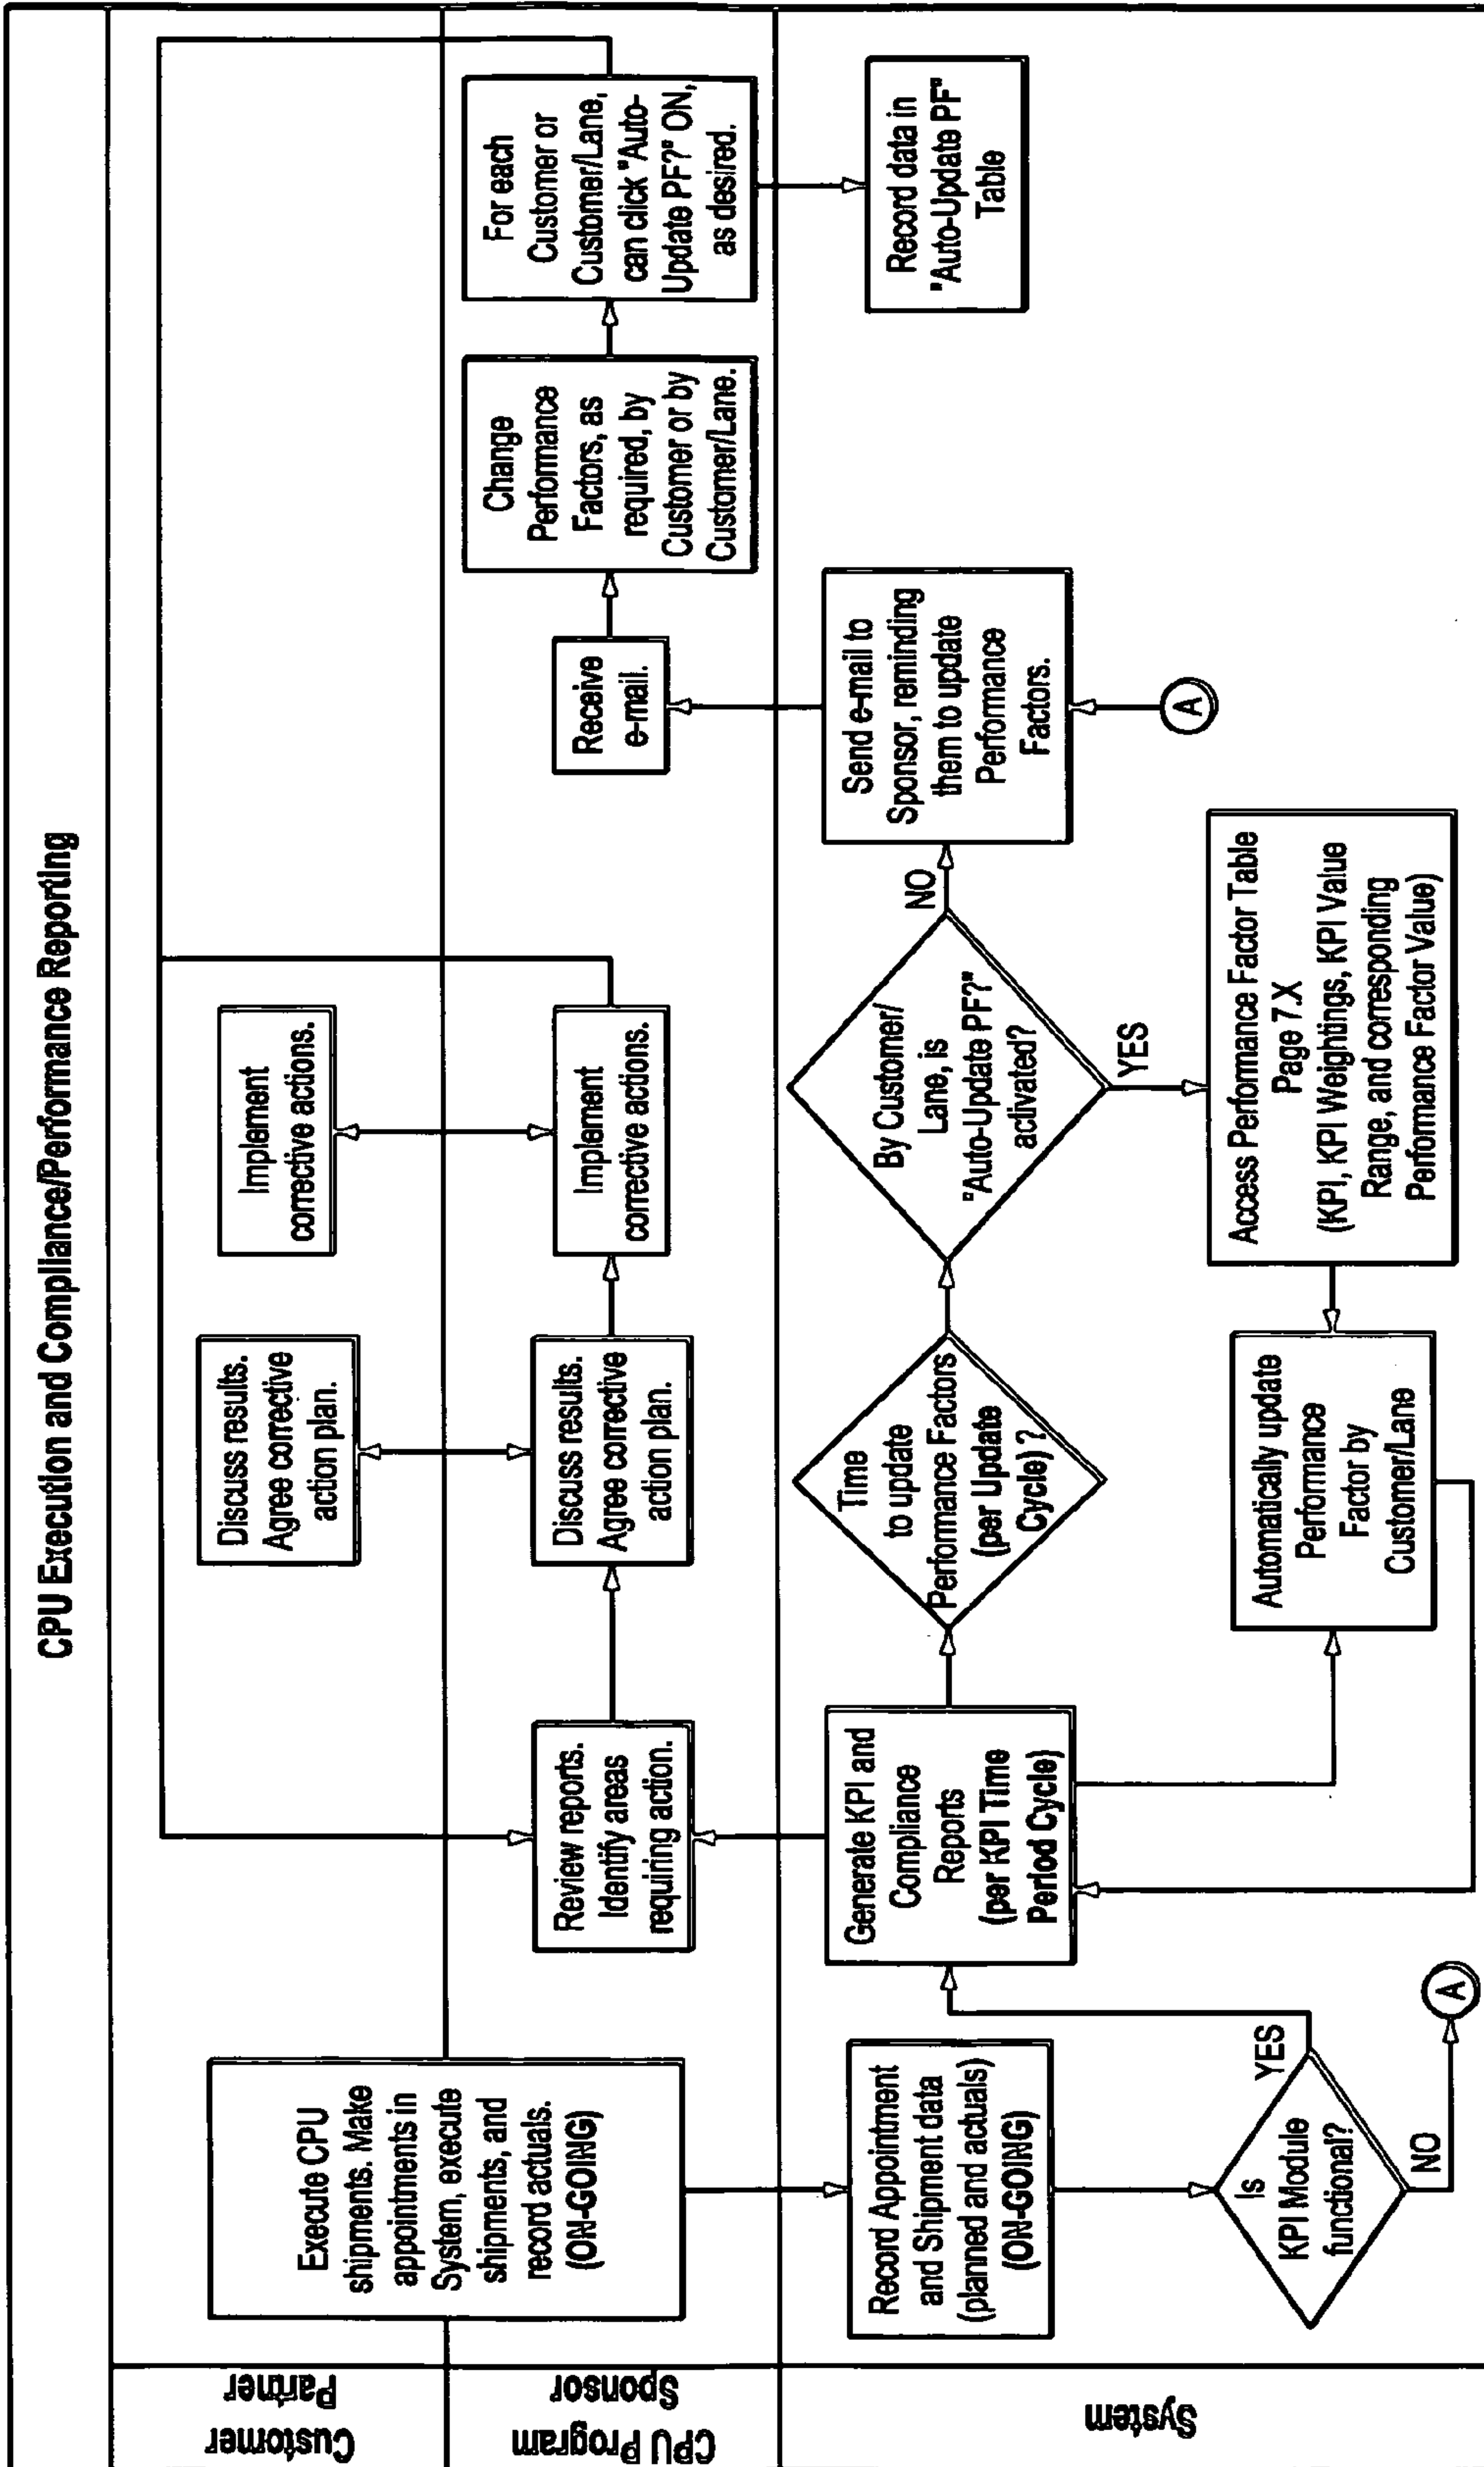 CPU Execution and Compliance/Performance Reporting
Customer
Partner
CPU Program
Sponsor
System
Execute CPU
shipments. Make
appointments in
System, execute
shipments, and
record actuals.
(ON-GOING)
Discuss results.
Agree corrective
action plan.
Implement
corrective actions.
Review reports.
Identify areas
requiring action.
Discuss results.
Agree corrective
action plan.
Implement
corrective actions.
Receive
e-mail.
Change
Performance
Factors, as
required, by
Customer or by
Customer/Lane.
For each
Customer or
Customer/Lane,
can click "Auto-
Update PF?" ON,
as desired.
Record Appointment
and Shipment data
(planned and actuals)
(ON-GOING)
Is
KPI Module
functional?
YES
NO
A
Generate KPI and
Compliance
Reports
(per KPI Time
Period Cycle)
Time
to update
Performance Factors
(per Update
Cycle) ?
By Customer/
Lane, is
"Auto-Update PF?"
activated?
NO
YES
Send e-mail to
Sponsor, reminding
them to update
Performance
Factors.
A
Record data in
"Auto-Update PF"
Table
Automatically update
Performance
Factor by
Customer/Lane
Access Performance Factor Table
Page 7.X
(KPI, KPI Weightings, KPI Value
Range, and corresponding
Performance Factor Value)